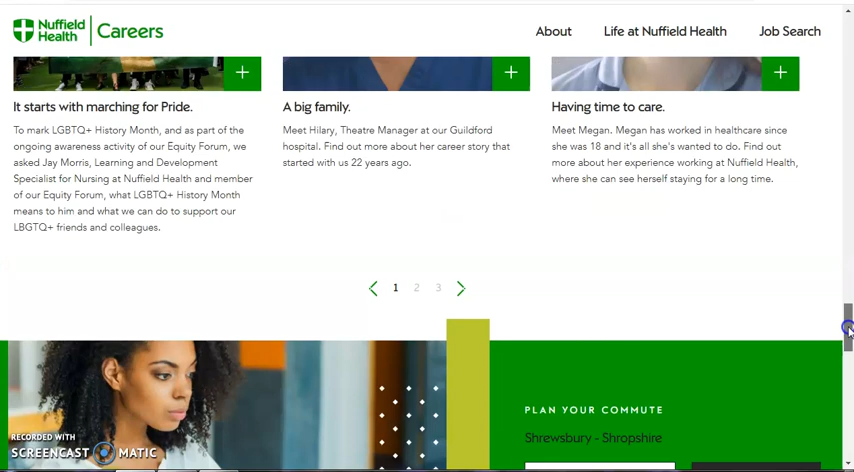 Nuffield Health Careers
About Life at Nuffield Health Job Search
It starts with marching for Pride.
To mark LGBTQ+ History Month, and as part of the
ongoing awareness activity of our Equity Forum, we
asked Jay Morris, Learning and Development
Specialist for Nursing at Nuffield Health and member
of our Equity Forum, what LGBTQ+ History Month
means to him and what we can do to support our
LBGTQ+ friends and colleagues.
A big family.
Meet Hilary, Theatre Manager at our Guildford
hospital. Find out more about her career story that
started with us 22 years ago.
Having time to care.
Meet Megan. Megan has worked in healthcare since
she was 18 and it's all she's wanted to do. Find out
more about her experience working at Nuffield Health,
where she can see herself staying for a long time.
1 2 3
PLAN YOUR COMMUTE
Shrewsbury - Shropshire
RECORDED WITH
SCREENCAST MATIC